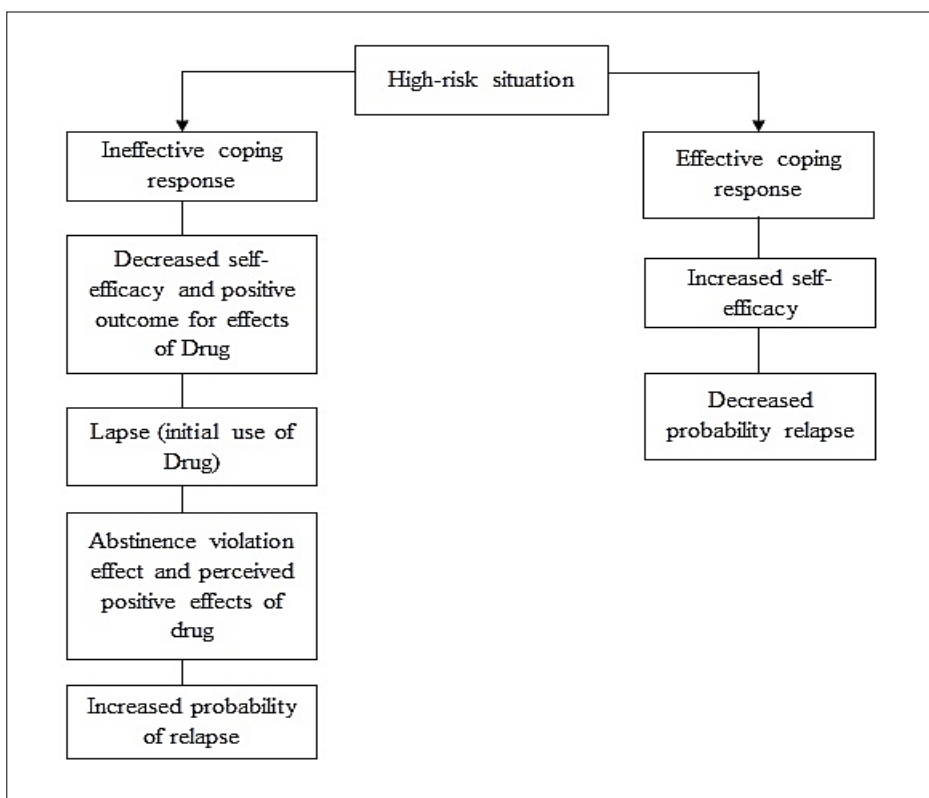 High-risk situation
Ineffective coping
response
Decreased self-
efficacy and positive
outcome for effects
of Drug
Lapse (initial use of
Drug)
Abstinence violation
effect and perceived
positive effects of
drug
Increased probability
of relapse
Effective coping
response
Increased self-
efficacy
Decreased
probability relapse